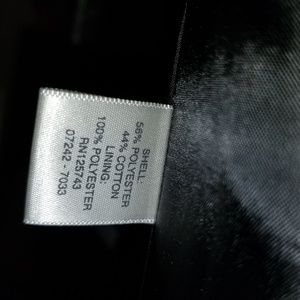 SHELL:
56% POLYESTER
44% COTTON
LINING:
100% POLYESTER
RN125743
07242 - 7033